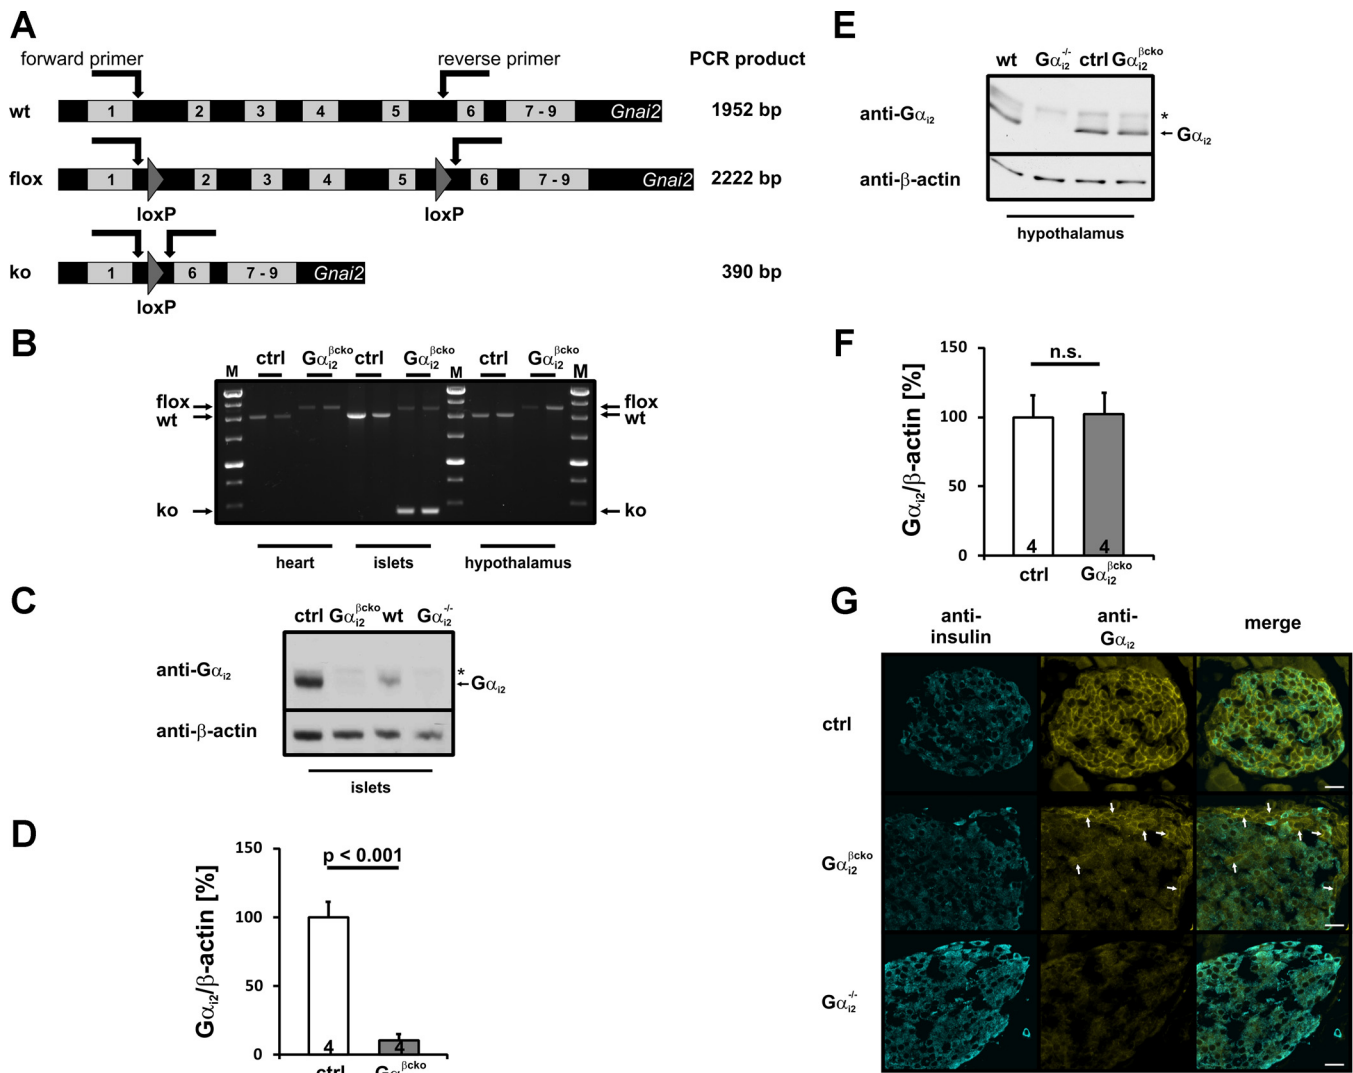 A
forward primer
reverse primer
PCR product
wt
1 2 3 4 5 6 7 - 9 Gnai2
1952 bp
flox
1 2 3 4 5 6 7 - 9 Gnai2
2222 bp
loxP loxP
ko
1 6 7 - 9 Gnai2
390 bp
loxP
B
M ctrl Gαi2βcko ctrl Gαi2βcko M ctrl Gαi2βcko M
flox
wt
ko
flox
wt
ko
heart islets hypothalamus
C
ctrl Gαi2βcko wt Gαi2-/-
anti-Gαi2
*
Gαi2
anti-β-actin
islets
D
Gαi2/β-actin [%]
150
100
50
0
p < 0.001
4 4
ctrl Gαβcko
E
wt Gαi2-/- ctrl Gαi2βcko
anti-Gαi2
*
Gαi2
anti-β-actin
hypothalamus
F
Gαi2/β-actin [%]
150
100
50
0
n.s.
4 4
ctrl Gαi2βcko
G
anti-
insulin
anti-
Gαi2
merge
ctrl
Gαi2βcko
Gαi2-/-